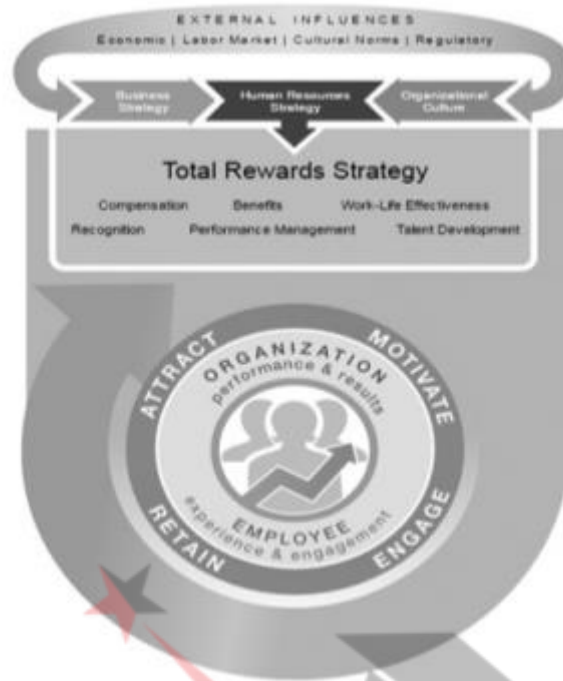 EXTERNAL INFLUENCES
Economic | Labor Market | Cultural Norms | Regulatory
Business Strategy
Human Resources Strategy
Organizational Culture
Total Rewards Strategy
Compensation Benefits Work-Life Effectiveness
Recognition Performance Management Talent Development
ATTRACT
MOTIVATE
ORGANIZATION
performance & results
EMPLOYEE
experience & engagement
RETAIN
ENGAGE